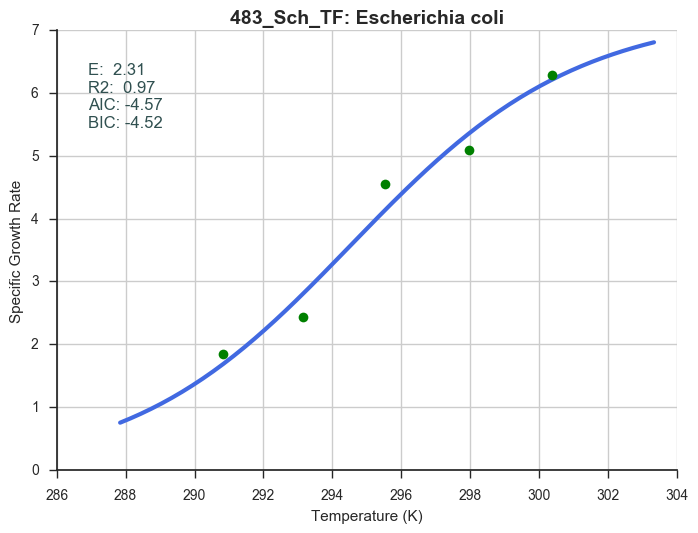 483_Sch_TF: Escherichia coli
7
E: 2.31
R2: 0.97
AIC: -4.57
BIC: -4.52
6
5
4
3
2
1
0
Specific Growth Rate
286 288 290 292 294 296 298 300 302 304
Temperature (K)